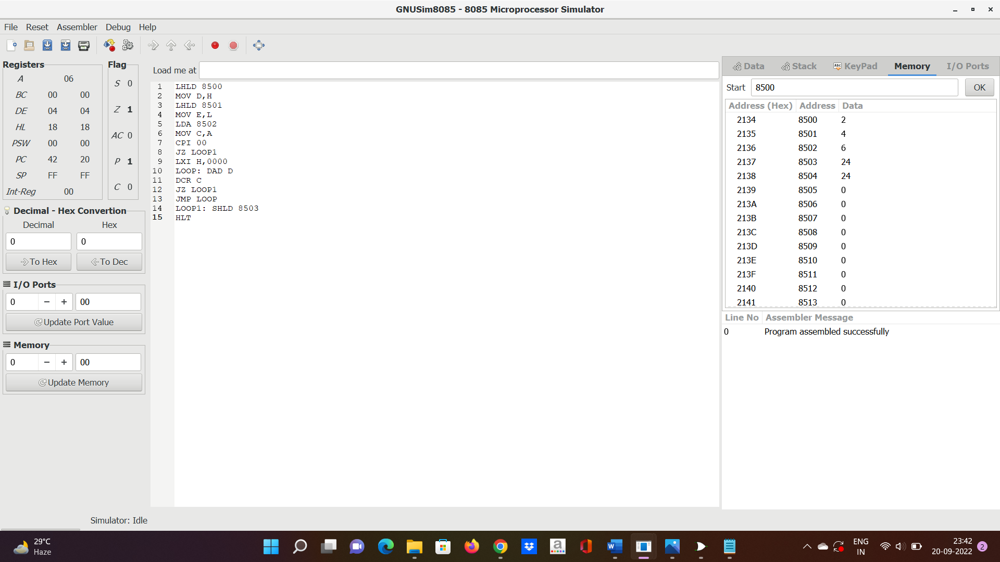 GNUSim8085 - 8085 Microprocessor Simulator
File Reset Assembler Debug Help
Registers
A 06
BC 00 00
DE 04 04
HL 18 18
PSW 00 00
PC 42 20
SP FF FF
Int-Reg 00
Flag
S 0
Z 1
AC 0
P 1
C 0
Decimal - Hex Convertion
Decimal Hex
0 0
To Hex To Dec
I/O Ports
0 − + 00
Update Port Value
Memory
0 − + 00
Update Memory
Load me at
1 LHLD 8500
2 MOV D,H
3 LHLD 8501
4 MOV E,L
5 LDA 8502
6 MOV C,A
7 CPI 00
8 JZ LOOP1
9 LXI H,0000
10 LOOP: DAD D
11 DCR C
12 JZ LOOP1
13 JMP LOOP
14 LOOP1: SHLD 8503
15 HLT
Data Stack Abc KeyPad Memory I/O Ports
Start 8500 OK
Address (Hex) Address Data
2134 8500 2
2135 8501 4
2136 8502 6
2137 8503 24
2138 8504 24
2139 8505 0
213A 8506 0
213B 8507 0
213C 8508 0
213D 8509 0
213E 8510 0
213F 8511 0
2140 8512 0
2141 8513 0
Line No Assembler Message
0 Program assembled successfully
Simulator: Idle
29°C
Haze
a
W
ENG
IN
23:42
20-09-2022
2